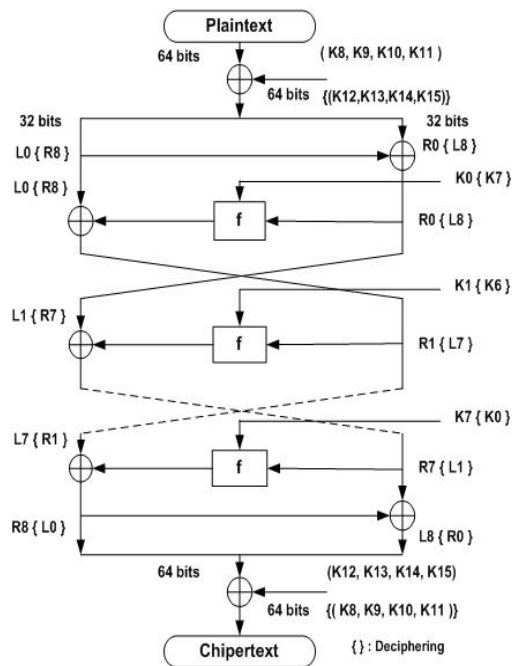 Plaintext
64 bits
( K8, K9, K10, K11 )
64 bits
{(K12,K13,K14,K15)}
32 bits
32 bits
L0 { R8 }
R0 { L8 }
L0 { R8 }
K0 { K7 }
f
R0 { L8 }
K1 { K6 }
L1 { R7 }
f
R1 { L7 }
K7 { K0 }
L7 { R1 }
f
R7 { L1 }
R8 { L0 }
L8 { R0 }
64 bits
(K12, K13, K14, K15)
64 bits
{( K8, K9, K10, K11 )}
Chipertext
{ } : Deciphering